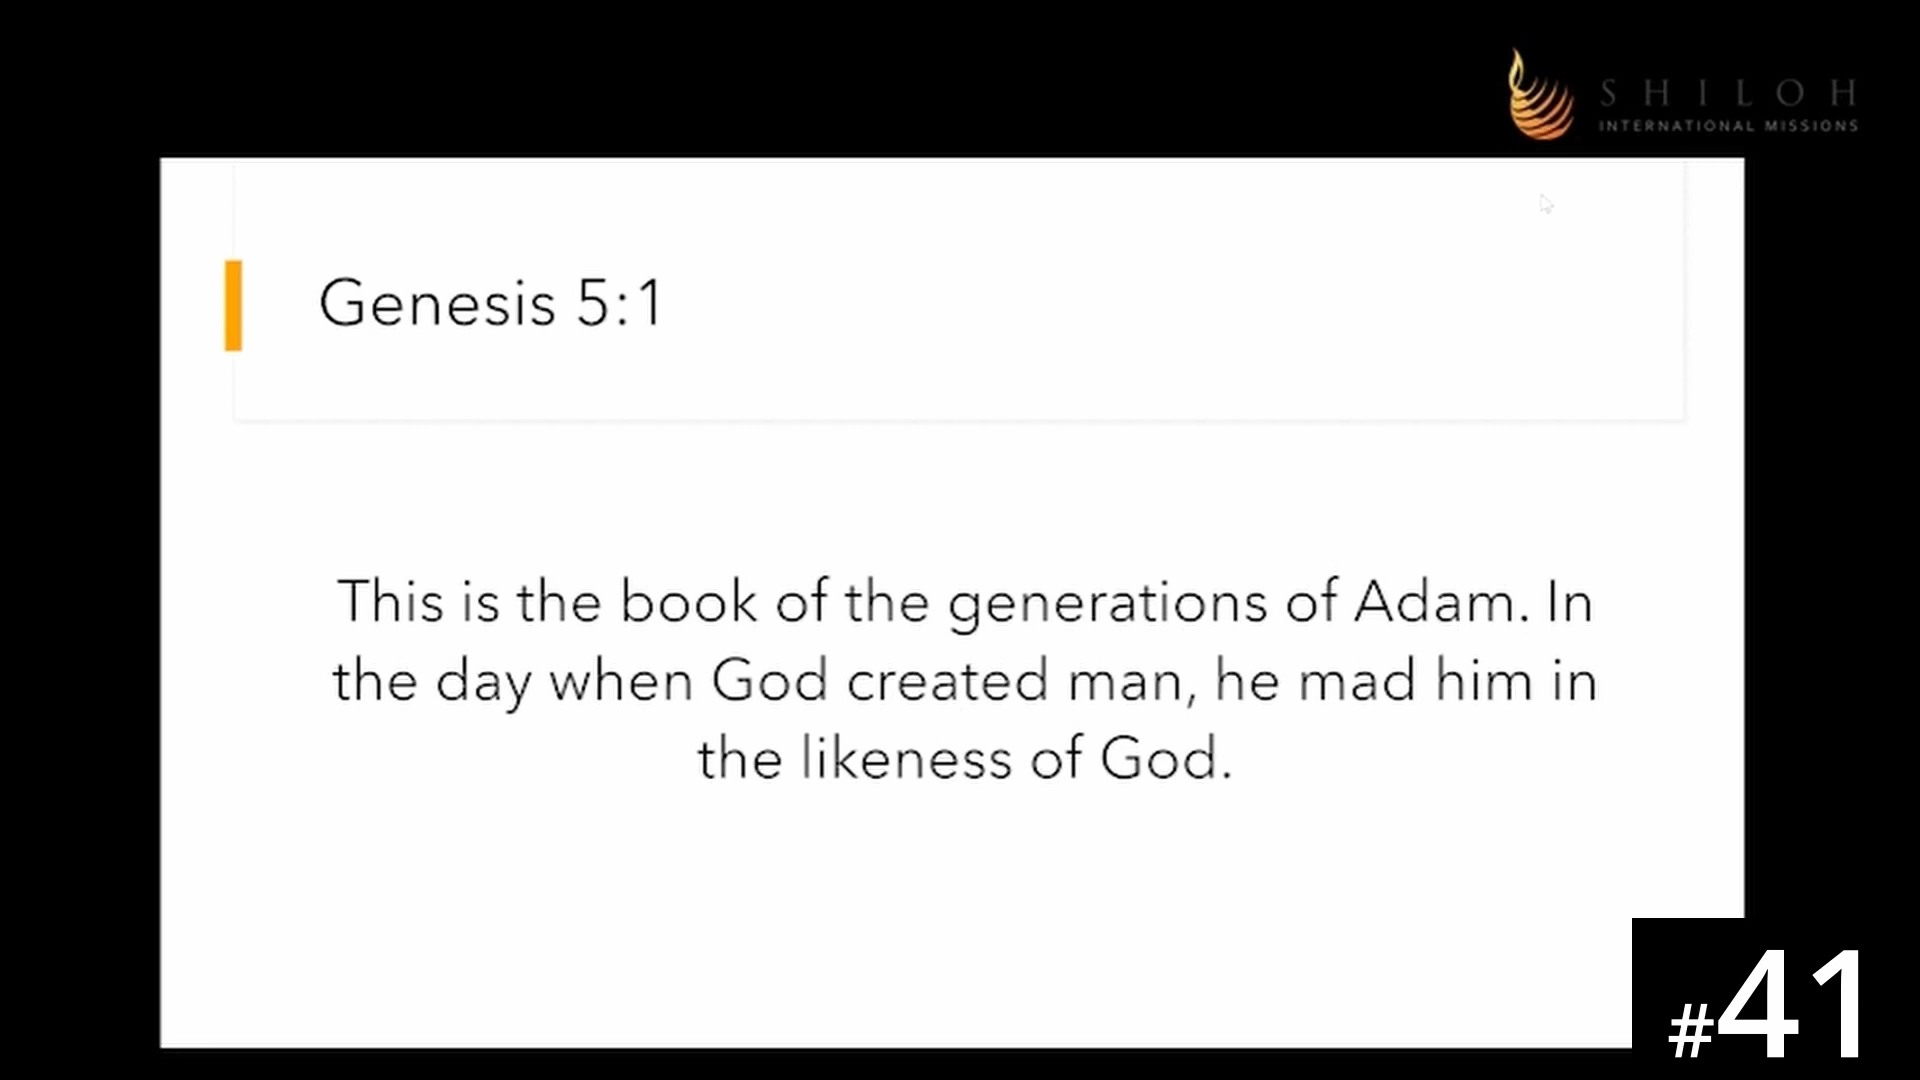 SHILOH
INTERNATIONAL MISSIONS
Genesis 5:1
This is the book of the generations of Adam. In
the day when God created man, he mad him in
the likeness of God.
#41